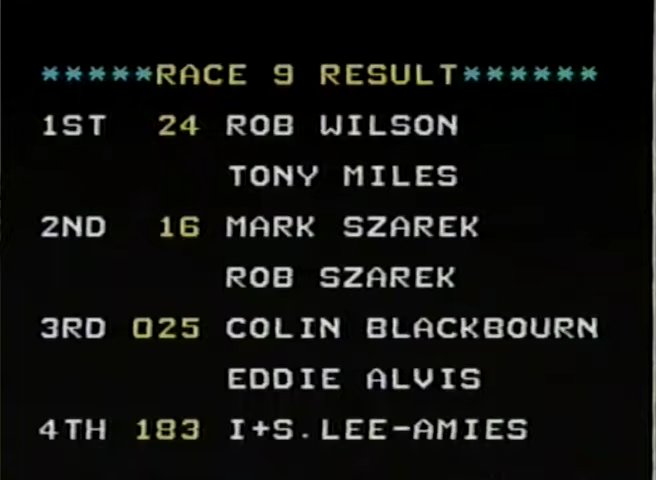 *****RACE 9 RESULT******
1ST 24 ROB WILSON
TONY MILES
2ND 16 MARK SZAREK
ROB SZAREK
3RD 025 COLIN BLACKBOURN
EDDIE ALVIS
4TH 183 I+S.LEE-AMIES